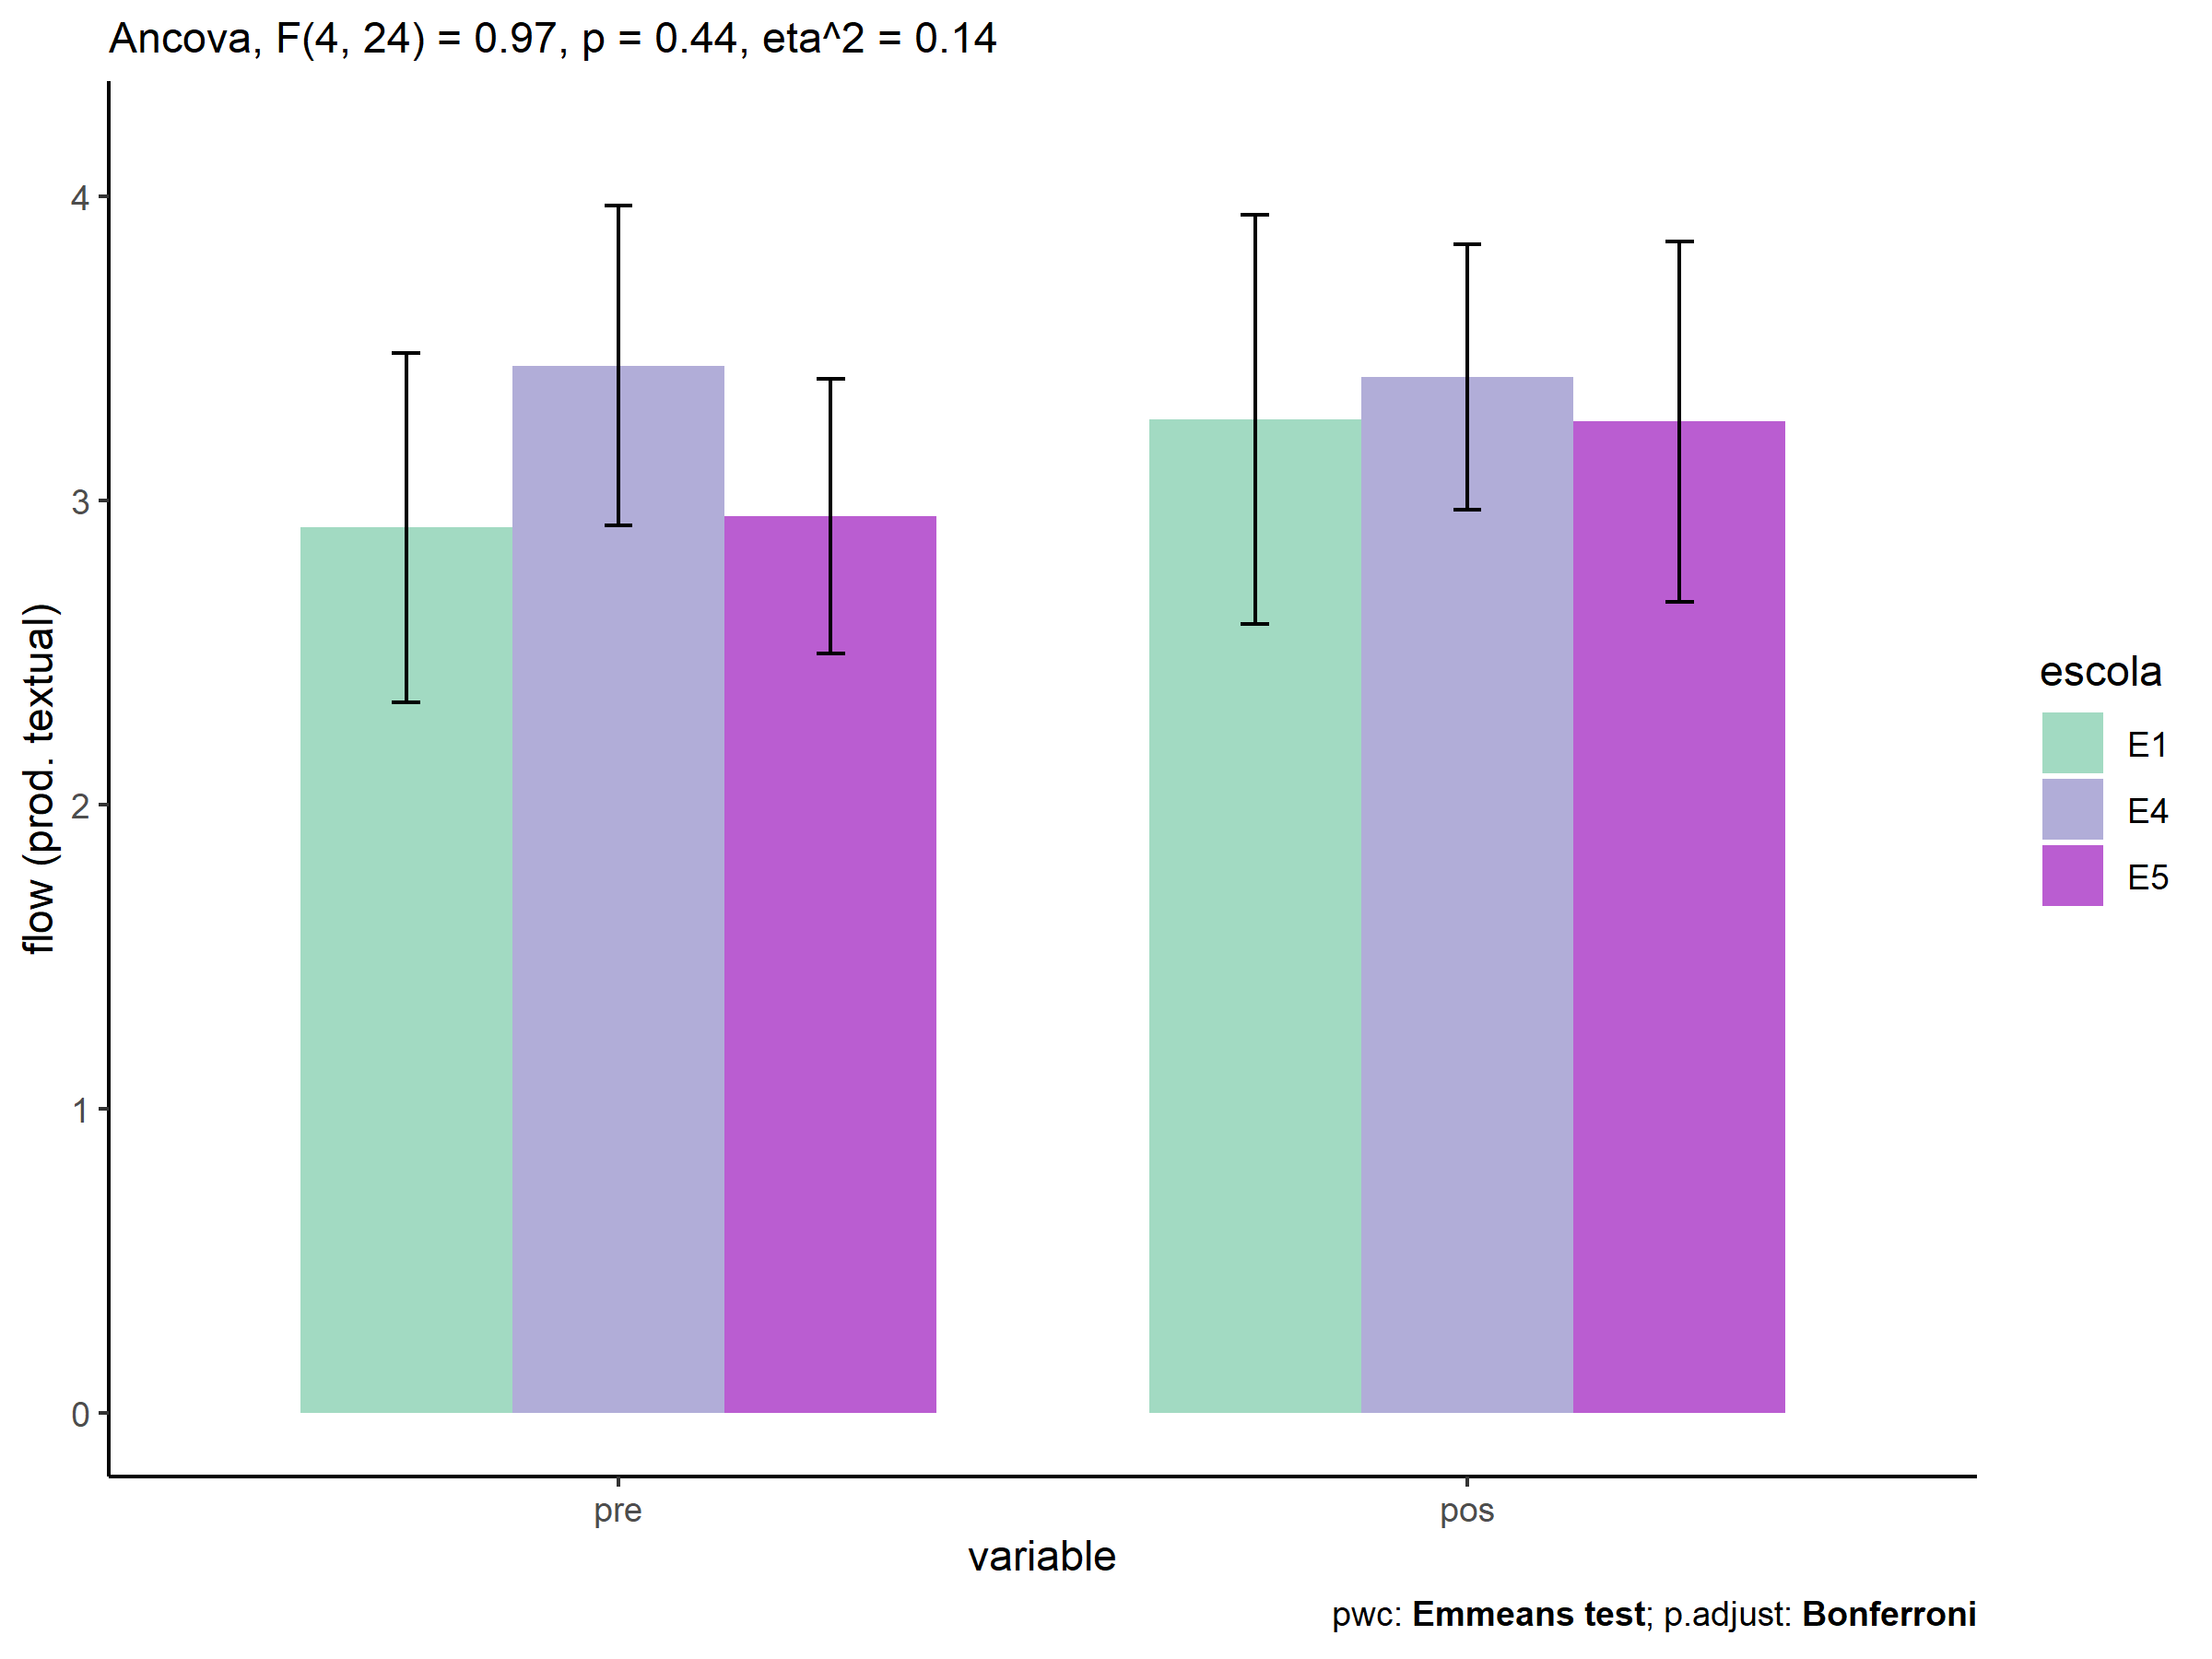 Ancova, F(4, 24) = 0.97, p = 0.44, eta^2 = 0.14
4
3
2
1
0
flow (prod. textual)
pre
pos
variable
escola
E1
E4
E5
pwc: Emmeans test; p.adjust: Bonferroni